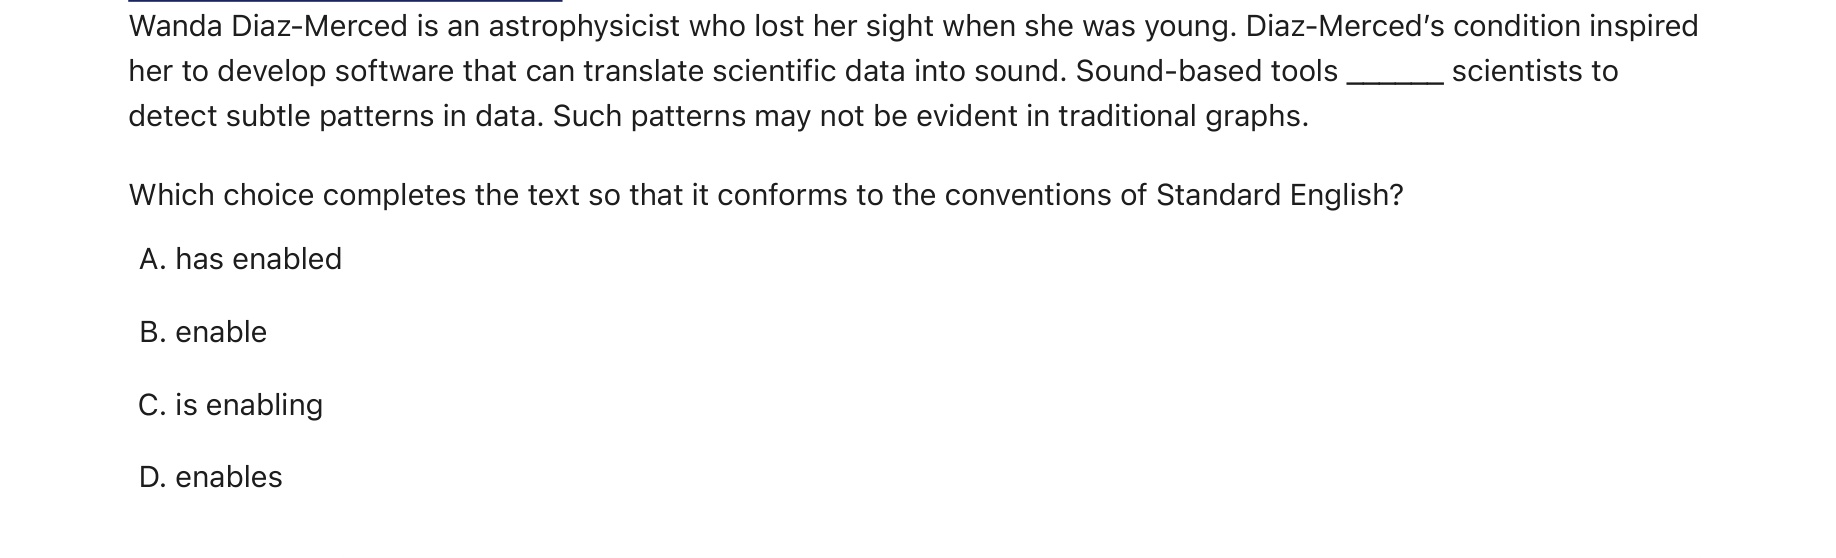 Wanda Diaz-Merced is an astrophysicist who lost her sight when she was young. Diaz-Merced’s condition inspired
her to develop software that can translate scientific data into sound. Sound-based tools ______ scientists to
detect subtle patterns in data. Such patterns may not be evident in traditional graphs.
Which choice completes the text so that it conforms to the conventions of Standard English?
A. has enabled
B. enable
C. is enabling
D. enables